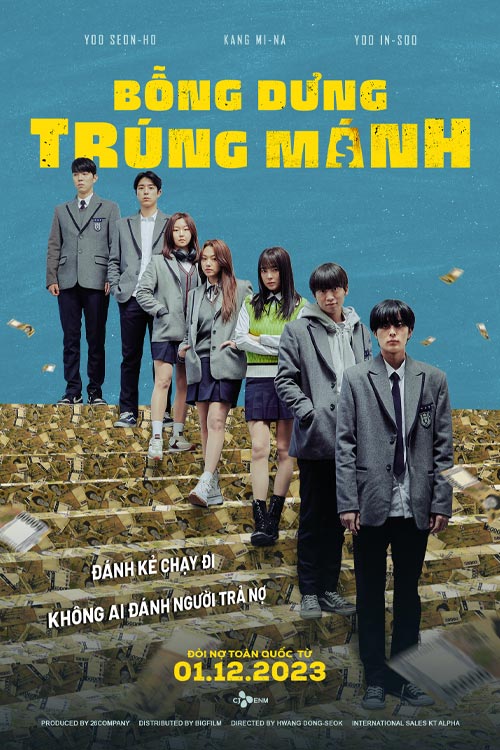 YOO SEON-HO KANG MI-NA YOO IN-SOO
BỖNG DƯNG
TRÚNG MÁNH
ĐÁNH KẺ CHẠY ĐI
KHÔNG AI ĐÁNH NGƯỜI TRẢ NỢ
ĐÒI NỢ TOÀN QUỐC TỪ
01.12.2023
CJ ENM
PRODUCED BY 26COMPANY DISTRIBUTED BY BIGFILM DIRECTED BY HWANG DONG-SEOK INTERNATIONAL SALES KT ALPHA